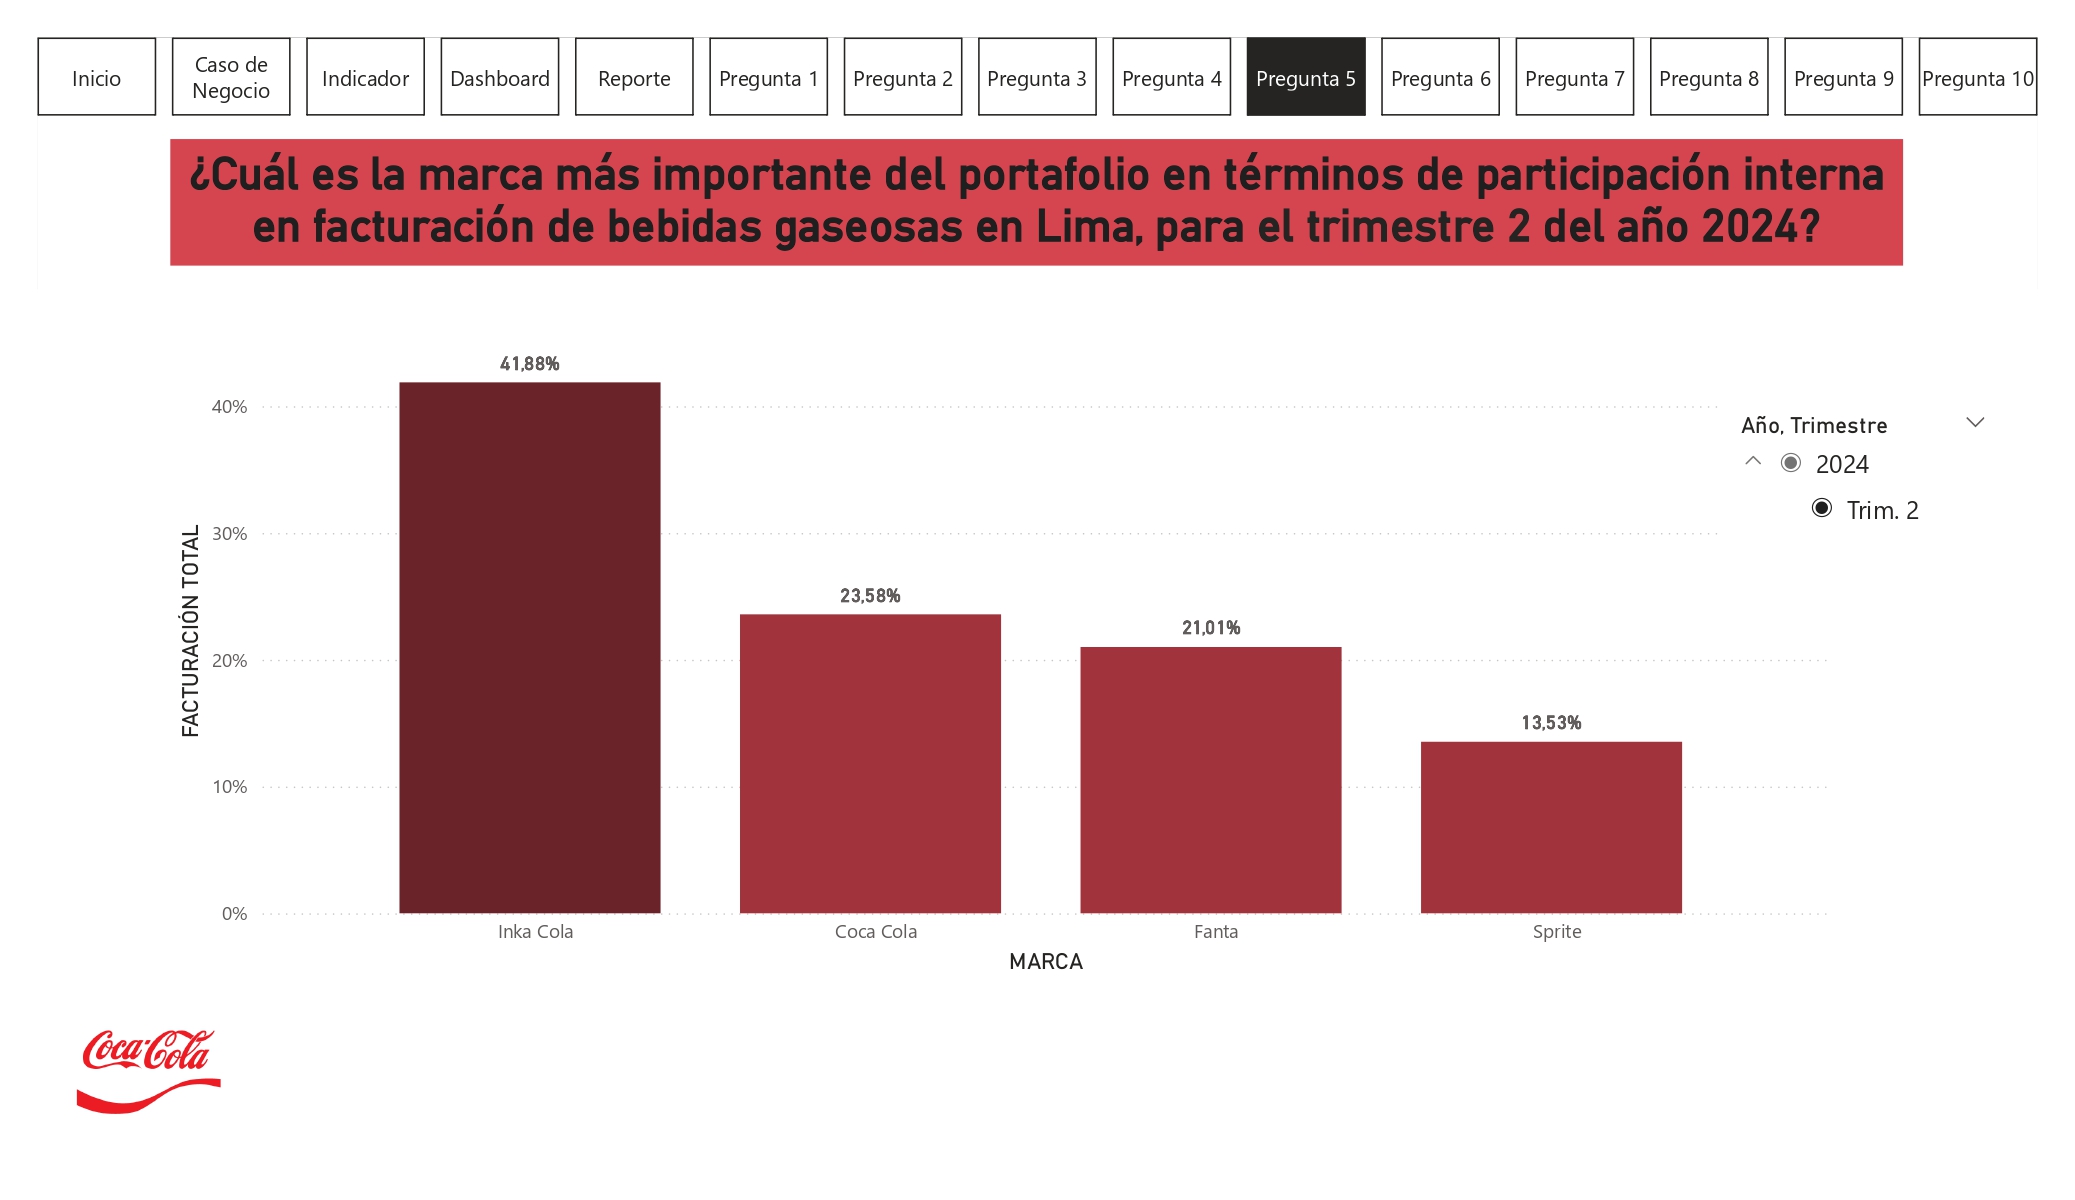 Inicio
Caso de
Negocio
Indicador
Dashboard
Reporte
Pregunta 1
Pregunta 2
Pregunta 3
Pregunta 4
Pregunta 5
Pregunta 6
Pregunta 7
Pregunta 8
Pregunta 9
Pregunta 10
¿Cuál es la marca más importante del portafolio en términos de participación interna
en facturación de bebidas gaseosas en Lima, para el trimestre 2 del año 2024?
FACTURACIÓN TOTAL
40%
30%
20%
10%
0%
41,88%
23,58%
21,01%
13,53%
Inka Cola
Coca Cola
Fanta
Sprite
MARCA
Año, Trimestre
2024
Trim. 2
Coca-Cola